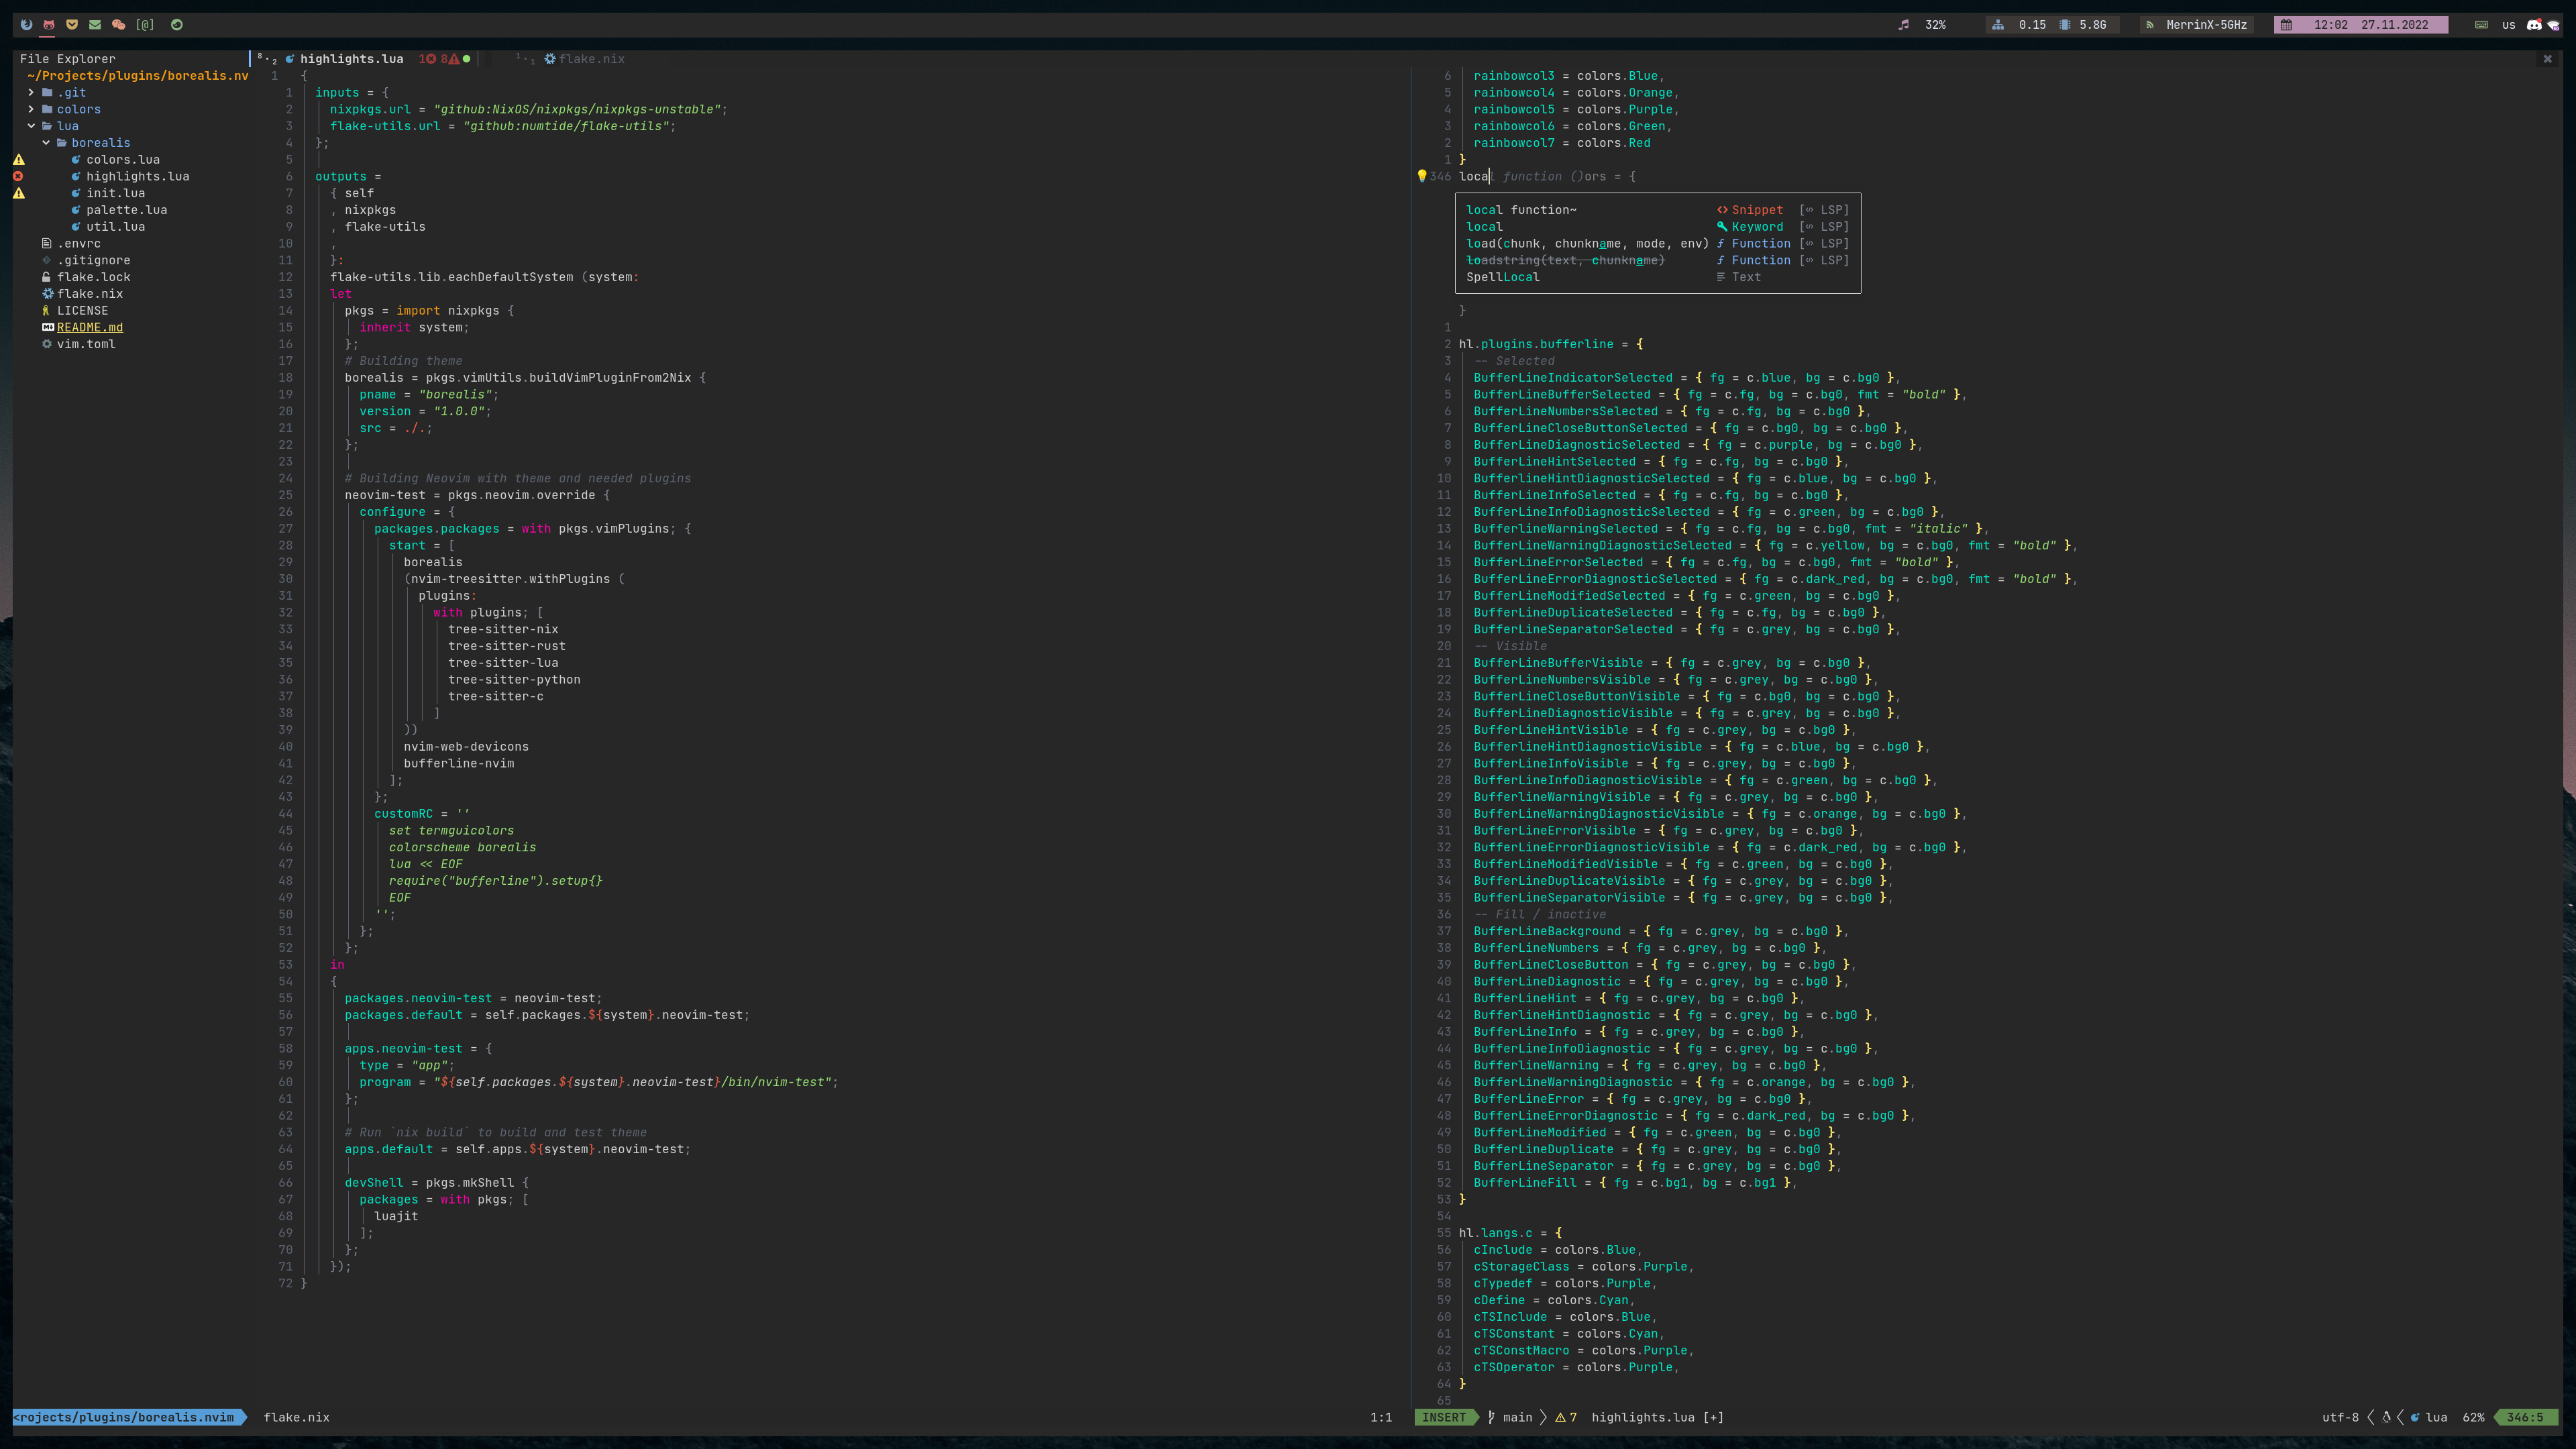 [@]
32%
0.15 5.8G
MerrinX-5GHz
12:02 27.11.2022
us
File Explorer
~/Projects/plugins/borealis.nv
.git
colors
lua
borealis
colors.lua
highlights.lua
init.lua
palette.lua
util.lua
.envrc
.gitignore
flake.lock
flake.nix
LICENSE
README.md
vim.toml
8·2 highlights.lua 1 8
1·1 flake.nix
1 {
1 inputs = {
2 nixpkgs.url = "github:NixOS/nixpkgs/nixpkgs-unstable";
3 flake-utils.url = "github:numtide/flake-utils";
4 };
5
6 outputs =
7 { self
8 , nixpkgs
9 , flake-utils
10 ,
11 }:
12 flake-utils.lib.eachDefaultSystem (system:
13 let
14 pkgs = import nixpkgs {
15 inherit system;
16 };
17 # Building theme
18 borealis = pkgs.vimUtils.buildVimPluginFrom2Nix {
19 pname = "borealis";
20 version = "1.0.0";
21 src = ./.;
22 };
23
24 # Building Neovim with theme and needed plugins
25 neovim-test = pkgs.neovim.override {
26 configure = {
27 packages.packages = with pkgs.vimPlugins; {
28 start = [
29 borealis
30 (nvim-treesitter.withPlugins (
31 plugins:
32 with plugins; [
33 tree-sitter-nix
34 tree-sitter-rust
35 tree-sitter-lua
36 tree-sitter-python
37 tree-sitter-c
38 ]
39 ))
40 nvim-web-devicons
41 bufferline-nvim
42 ];
43 };
44 customRC = ''
45 set termguicolors
46 colorscheme borealis
47 lua << EOF
48 require("bufferline").setup{}
49 EOF
50 '';
51 };
52 };
53 in
54 {
55 packages.neovim-test = neovim-test;
56 packages.default = self.packages.${system}.neovim-test;
57
58 apps.neovim-test = {
59 type = "app";
60 program = "${self.packages.${system}.neovim-test}/bin/nvim-test";
61 };
62
63 # Run `nix build` to build and test theme
64 apps.default = self.apps.${system}.neovim-test;
65
66 devShell = pkgs.mkShell {
67 packages = with pkgs; [
68 luajit
69 ];
70 };
71 });
72 }
6 rainbowcol3 = colors.Blue,
5 rainbowcol4 = colors.Orange,
4 rainbowcol5 = colors.Purple,
3 rainbowcol6 = colors.Green,
2 rainbowcol7 = colors.Red
1 }
346 local function ()ors = {
local function~ Snippet [LSP]
local Keyword [LSP]
load(chunk, chunkname, mode, env) f Function [LSP]
loadstring(text, chunkname) f Function [LSP]
SpellLocal Text
}
1
2 hl.plugins.bufferline = {
3 -- Selected
4 BufferLineIndicatorSelected = { fg = c.blue, bg = c.bg0 },
5 BufferLineBufferSelected = { fg = c.fg, bg = c.bg0, fmt = "bold" },
6 BufferLineNumbersSelected = { fg = c.fg, bg = c.bg0 },
7 BufferLineCloseButtonSelected = { fg = c.bg0, bg = c.bg0 },
8 BufferLineDiagnosticSelected = { fg = c.purple, bg = c.bg0 },
9 BufferLineHintSelected = { fg = c.fg, bg = c.bg0 },
10 BufferLineHintDiagnosticSelected = { fg = c.blue, bg = c.bg0 },
11 BufferLineInfoSelected = { fg = c.fg, bg = c.bg0 },
12 BufferLineInfoDiagnosticSelected = { fg = c.green, bg = c.bg0 },
13 BufferlineWarningSelected = { fg = c.fg, bg = c.bg0, fmt = "italic" },
14 BufferLineWarningDiagnosticSelected = { fg = c.yellow, bg = c.bg0, fmt = "bold" },
15 BufferLineErrorSelected = { fg = c.fg, bg = c.bg0, fmt = "bold" },
16 BufferLineErrorDiagnosticSelected = { fg = c.dark_red, bg = c.bg0, fmt = "bold" },
17 BufferLineModifiedSelected = { fg = c.green, bg = c.bg0 },
18 BufferLineDuplicateSelected = { fg = c.fg, bg = c.bg0 },
19 BufferLineSeparatorSelected = { fg = c.grey, bg = c.bg0 },
20 -- Visible
21 BufferLineBufferVisible = { fg = c.grey, bg = c.bg0 },
22 BufferLineNumbersVisible = { fg = c.grey, bg = c.bg0 },
23 BufferLineCloseButtonVisible = { fg = c.bg0, bg = c.bg0 },
24 BufferLineDiagnosticVisible = { fg = c.grey, bg = c.bg0 },
25 BufferLineHintVisible = { fg = c.grey, bg = c.bg0 },
26 BufferlineHintDiagnosticVisible = { fg = c.blue, bg = c.bg0 },
27 BufferLineInfoVisible = { fg = c.grey, bg = c.bg0 },
28 BufferLineInfoDiagnosticVisible = { fg = c.green, bg = c.bg0 },
29 BufferlineWarningVisible = { fg = c.grey, bg = c.bg0 },
30 BufferLineWarningDiagnosticVisible = { fg = c.orange, bg = c.bg0 },
31 BufferLineErrorVisible = { fg = c.grey, bg = c.bg0 },
32 BufferLineErrorDiagnosticVisible = { fg = c.dark_red, bg = c.bg0 },
33 BufferLineModifiedVisible = { fg = c.green, bg = c.bg0 },
34 BufferLineDuplicateVisible = { fg = c.grey, bg = c.bg0 },
35 BufferLineSeparatorVisible = { fg = c.grey, bg = c.bg0 },
36 -- Fill / inactive
37 BufferLineBackground = { fg = c.grey, bg = c.bg0 },
38 BufferLineNumbers = { fg = c.grey, bg = c.bg0 },
39 BufferLineCloseButton = { fg = c.grey, bg = c.bg0 },
40 BufferLineDiagnostic = { fg = c.grey, bg = c.bg0 },
41 BufferLineHint = { fg = c.grey, bg = c.bg0 },
42 BufferlineHintDiagnostic = { fg = c.grey, bg = c.bg0 },
43 BufferLineInfo = { fg = c.grey, bg = c.bg0 },
44 BufferLineInfoDiagnostic = { fg = c.grey, bg = c.bg0 },
45 BufferlineWarning = { fg = c.grey, bg = c.bg0 },
46 BufferLineWarningDiagnostic = { fg = c.orange, bg = c.bg0 },
47 BufferLineError = { fg = c.grey, bg = c.bg0 },
48 BufferLineErrorDiagnostic = { fg = c.dark_red, bg = c.bg0 },
49 BufferLineModified = { fg = c.green, bg = c.bg0 },
50 BufferLineDuplicate = { fg = c.grey, bg = c.bg0 },
51 BufferLineSeparator = { fg = c.grey, bg = c.bg0 },
52 BufferLineFill = { fg = c.bg1, bg = c.bg1 },
53 }
54
55 hl.langs.c = {
56 cInclude = colors.Blue,
57 cStorageClass = colors.Purple,
58 cTypedef = colors.Purple,
59 cDefine = colors.Cyan,
60 cTSInclude = colors.Blue,
61 cTSConstant = colors.Cyan,
62 cTSConstMacro = colors.Purple,
63 cTSOperator = colors.Purple,
64 }
65
<rojects/plugins/borealis.nvim
flake.nix 1:1
INSERT main 7 highlights.lua [+]
utf-8 lua 62% 346:5